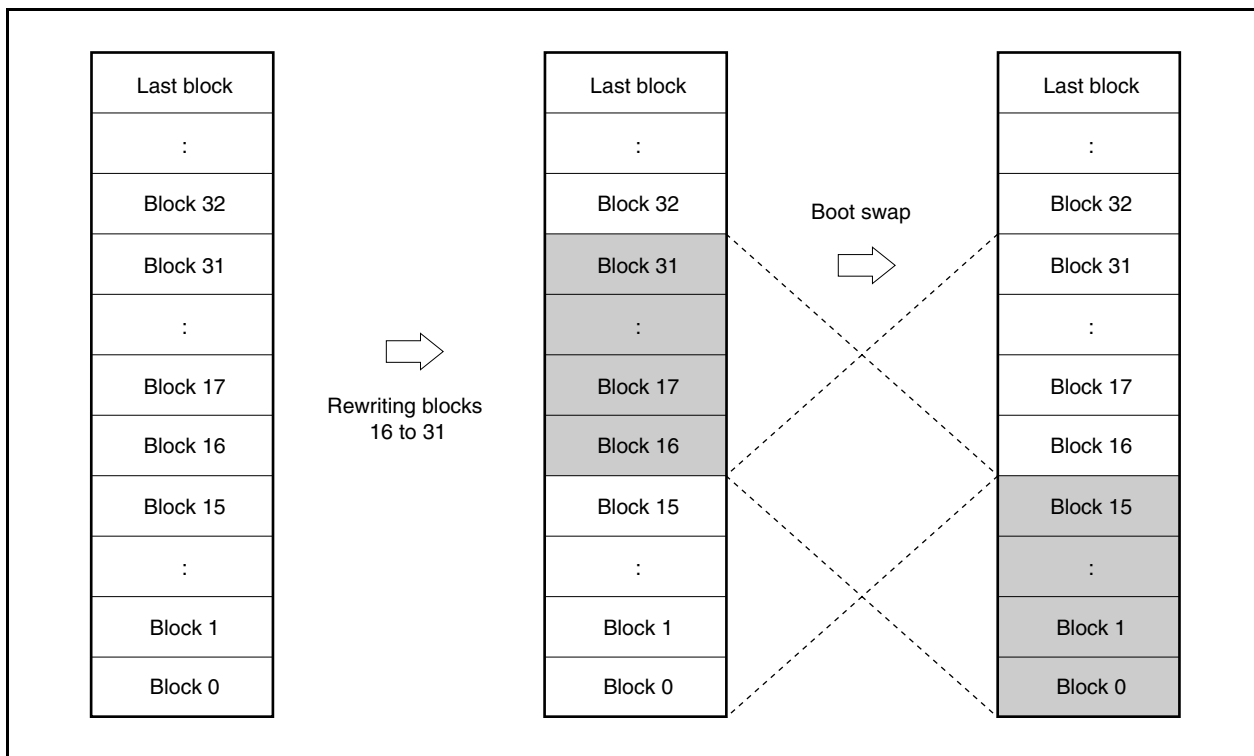 Last block
:
Block 32
Block 31
:
Block 17
Block 16
Block 15
:
Block 1
Block 0
Rewriting blocks
16 to 31
Last block
:
Block 32
Block 31
:
Block 17
Block 16
Block 15
:
Block 1
Block 0
Boot swap
Last block
:
Block 32
Block 31
:
Block 17
Block 16
Block 15
:
Block 1
Block 0